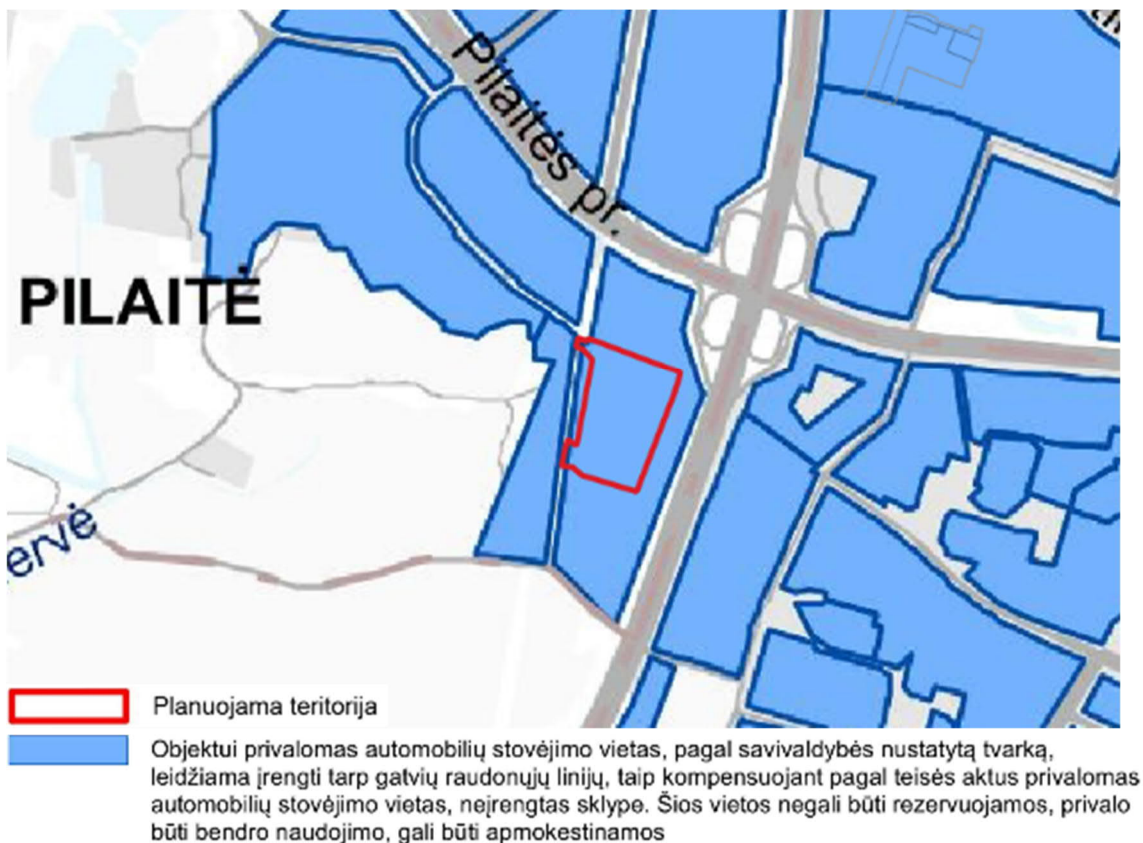 Pilaitės pr.
PILAITĖ
ervė
Planuojama teritorija
Objektui privalomas automobilių stovėjimo vietas, pagal savivaldybės nustatytą tvarką,
leidžiama įrengti tarp gatvių raudonųjų linijų, taip kompensuojant pagal teisės aktus privalomas
automobilių stovėjimo vietas, neįrengtas sklype. Šios vietos negali būti rezervuojamos, privalo
būti bendro naudojimo, gali būti apmokestinamos